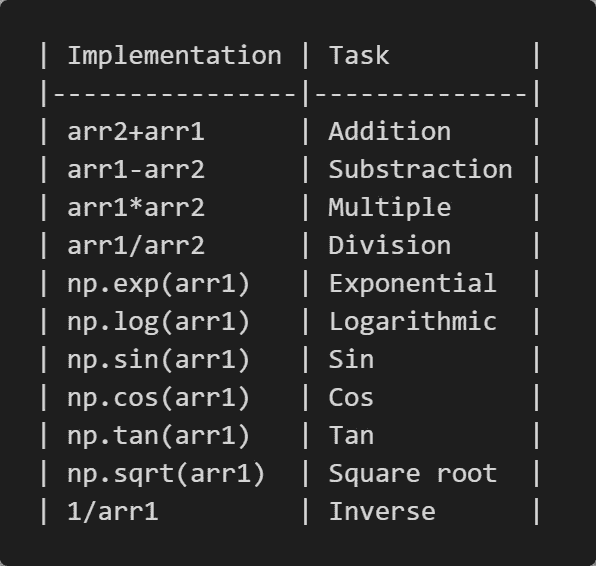 | Implementation | Task         |
|----------------|--------------|
| arr2+arr1      | Addition     |
| arr1-arr2      | Substraction |
| arr1*arr2      | Multiple     |
| arr1/arr2      | Division     |
| np.exp(arr1)   | Exponential  |
| np.log(arr1)   | Logarithmic  |
| np.sin(arr1)   | Sin          |
| np.cos(arr1)   | Cos          |
| np.tan(arr1)   | Tan          |
| np.sqrt(arr1)  | Square root  |
| 1/arr1         | Inverse      |